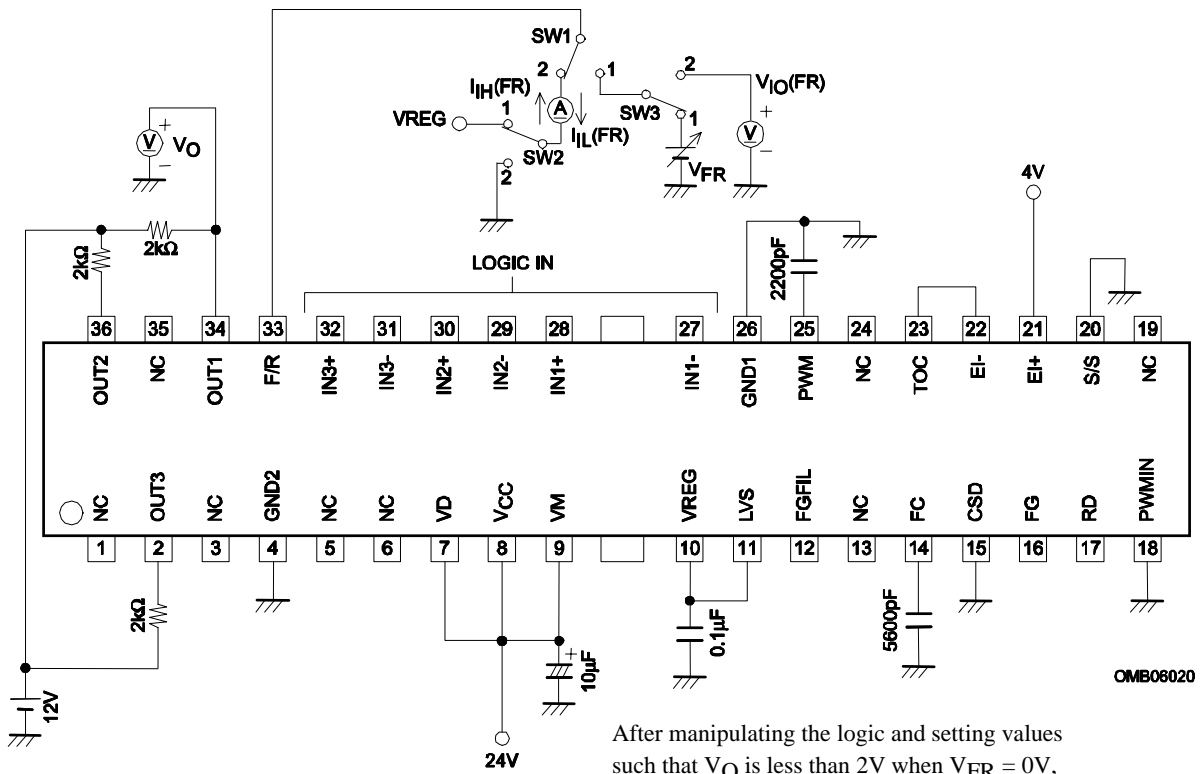 SW1
2
1
2
VIO(FR)
IIH(FR)
A
SW3
+
V
−
VREG
1
IIL(FR)
1
SW2
+
V
VO
−
2
VFR
4V
2kΩ
2kΩ
LOGIC IN
2200pF
36 35 34 33 32 31 30 29 28 27 26 25 24 23 22 21 20 19
OUT2 NC OUT1 F/R IN3+ IN3- IN2+ IN2- IN1+ IN1- GND1 PWM NC TOC EI- EI+ S/S NC
NC OUT3 NC GND2 NC NC VD VCC VM VREG LVS FGFIL NC FC CSD FG RD PWMIN
1 2 3 4 5 6 7 8 9 10 11 12 13 14 15 16 17 18
2kΩ
12V
+
10μF
0.1μF
5600pF
OMB06020
24V
After manipulating the logic and setting values
such that VO is less than 2V when VFR = 0V,